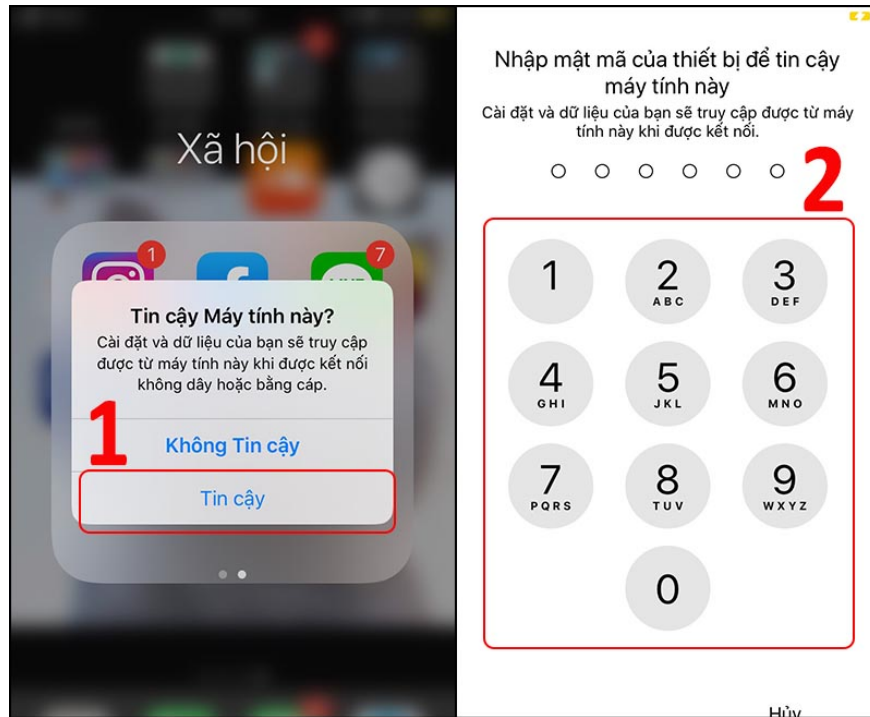 Xã hội
1
7
Tin cậy Máy tính này?
Cài đặt và dữ liệu của bạn sẽ truy cập
được từ máy tính này khi được kết nối
không dây hoặc bằng cáp.
1
Không Tin cậy
Tin cậy
Nhập mật mã của thiết bị để tin cậy
máy tính này
Cài đặt và dữ liệu của bạn sẽ truy cập được từ máy
tính này khi được kết nối.
2
1
2
ABC
3
DEF
4
GHI
5
JKL
6
MNO
7
PQRS
8
TUV
9
WXYZ
0
Hủy